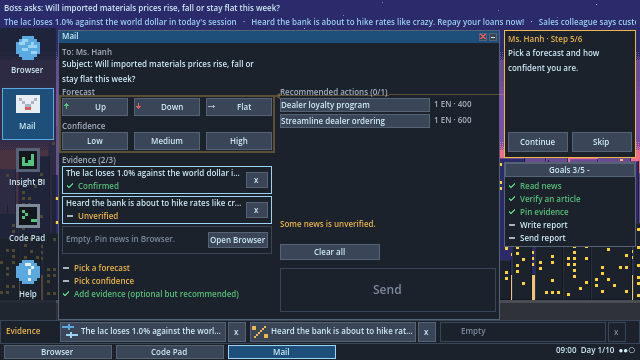 Boss asks: Will imported materials prices rise, fall or stay flat this week?
The lac loses 1.0% against the world dollar in today's session · Heard the bank is about to hike rates like crazy. Repay your loans now! · Sales colleague says custo
Browser
Mail
Insight BI
Code Pad
Help
Mail
To: Ms. Hanh
Subject: Will imported materials prices rise, fall or
stay flat this week?
Forecast
Up
Down
Flat
Confidence
Low
Medium
High
Evidence (2/3)
The lac loses 1.0% against the world dollar i...
Confirmed
x
Heard the bank is about to hike rates like cr...
Unverified
x
Empty. Pin news in Browser.
Open Browser
Pick a forecast
Pick confidence
Add evidence (optional but recommended)
Recommended actions (0/1)
Dealer loyalty program
1 EN · 400
Streamline dealer ordering
1 EN · 600
Some news is unverified.
Clear all
Send
Ms. Hanh · Step 5/6
Pick a forecast and how
confident you are.
Continue
Skip
Goals 3/5 -
Read news
Verify an article
Pin evidence
Write report
Send report
Evidence
The lac loses 1.0% against the worl...
x
Heard the bank is about to hike rat...
x
Empty
x
Browser
Code Pad
Mail
09:00 Day 1/10